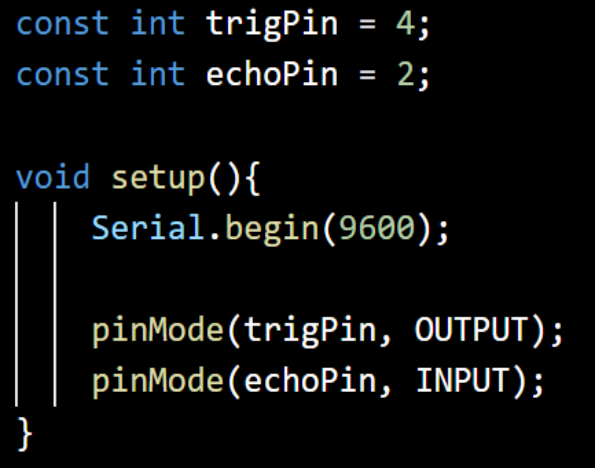 const int trigPin = 4;
const int echoPin = 2;
void setup(){
Serial.begin(9600);
pinMode(trigPin, OUTPUT);
pinMode(echoPin, INPUT);
}